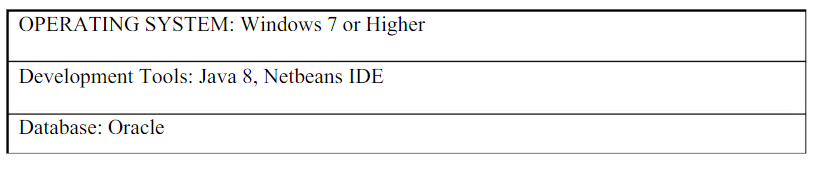 OPERATING SYSTEM: Windows 7 or Higher
Development Tools: Java 8, Netbeans IDE
Database: Oracle